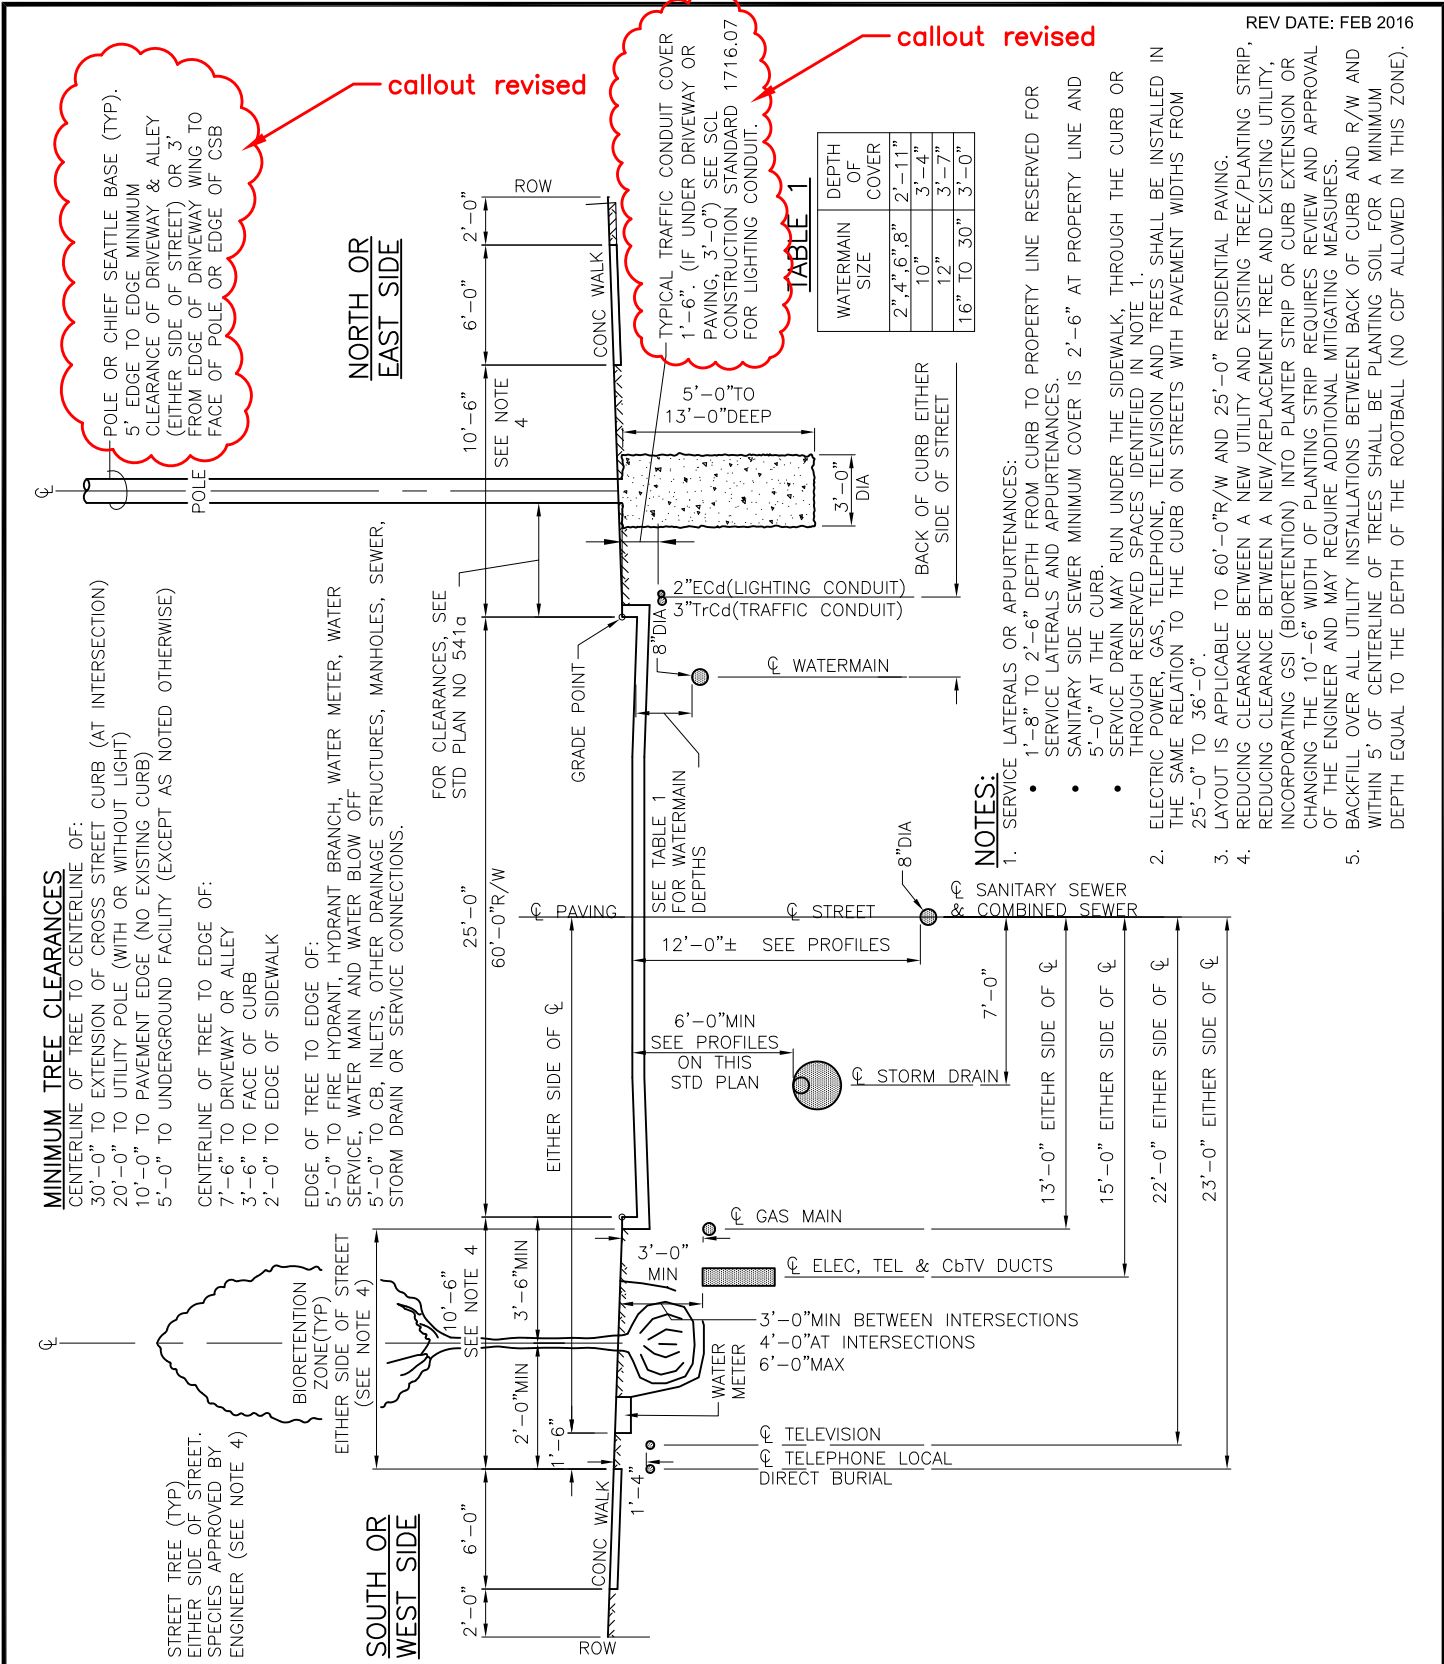 REV DATE: FEB 2016
callout revised
callout revised
POLE OR CHIEF SEATTLE BASE (TYP).
5' EDGE TO EDGE MINIMUM
CLEARANCE OF DRIVEWAY & ALLEY
(EITHER SIDE OF STREET) OR 3'
FROM EDGE OF DRIVEWAY WING TO
FACE OF POLE OR EDGE OF CSB
TYPICAL TRAFFIC CONDUIT COVER
1'-6". (IF UNDER DRIVEWAY OR
PAVING, 3'-0") SEE SCL
CONSTRUCTION STANDARD 1716.07
FOR LIGHTING CONDUIT.
MINIMUM TREE CLEARANCES
CENTERLINE OF TREE TO CENTERLINE OF:
30'-0" TO EXTENSION OF CROSS STREET CURB (AT INTERSECTION)
20'-0" TO UTILITY POLE (WITH OR WITHOUT LIGHT)
10'-0" TO PAVEMENT EDGE (NO EXISTING CURB)
5'-0" TO UNDERGROUND FACILITY (EXCEPT AS NOTED OTHERWISE)
CENTERLINE OF TREE TO EDGE OF:
7'-6" TO DRIVEWAY OR ALLEY
3'-6" TO FACE OF CURB
2'-0" TO EDGE OF SIDEWALK
EDGE OF TREE TO EDGE OF:
5'-0" TO FIRE HYDRANT, HYDRANT BRANCH, WATER METER, WATER
SERVICE, WATER MAIN AND WATER BLOW OFF
5'-0" TO CB, INLETS, OTHER DRAINAGE STRUCTURES, MANHOLES, SEWER,
STORM DRAIN OR SERVICE CONNECTIONS.
STREET TREE (TYP)
EITHER SIDE OF STREET.
SPECIES APPROVED BY
ENGINEER (SEE NOTE 4)
BIORETENTION
ZONE(TYP)
EITHER SIDE OF STREET
(SEE NOTE 4)
SOUTH OR
WEST SIDE
NORTH OR
EAST SIDE
℄
℄
POLE
ROW
2'-0"
6'-0"
10'-6"
SEE NOTE 4
25'-0"
60'-0"R/W
10'-6"
SEE NOTE
4
6'-0"
2'-0"
ROW
CONC WALK
CONC WALK
2'-0"MIN
3'-6"MIN
1'-6"
1'-4"
EITHER SIDE OF ℄
FOR CLEARANCES, SEE
STD PLAN NO 541a
GRADE POINT
℄ PAVING
℄ STREET
SEE TABLE 1
FOR WATERMAIN
DEPTHS
8"DIA
5'-0"TO
13'-0"DEEP
3'-0"
DIA
2"ECd(LIGHTING CONDUIT)
3"TrCd(TRAFFIC CONDUIT)
℄ WATERMAIN
BACK OF CURB EITHER
SIDE OF STREET
12'-0"± SEE PROFILES
8"DIA
℄ SANITARY SEWER
& COMBINED SEWER
6'-0"MIN
SEE PROFILES
ON THIS
STD PLAN
℄ STORM DRAIN
7'-0"
℄ GAS MAIN
3'-0"
MIN
℄ ELEC, TEL & CbTV DUCTS
3'-0"MIN BETWEEN INTERSECTIONS
4'-0"AT INTERSECTIONS
6'-0"MAX
WATER
METER
℄ TELEVISION
℄ TELEPHONE LOCAL
DIRECT BURIAL
13'-0" EITEHR SIDE OF ℄
15'-0" EITHER SIDE OF ℄
22'-0" EITHER SIDE OF ℄
23'-0" EITHER SIDE OF ℄
TABLE 1
WATERMAIN SIZE DEPTH OF COVER
2",4",6",8" 2'-11"
10" 3'-4"
12" 3'-7"
16" TO 30" 3'-0"
NOTES:
1. SERVICE LATERALS OR APPURTENANCES:
• 1'-8" TO 2'-6" DEPTH FROM CURB TO PROPERTY LINE RESERVED FOR
SERVICE LATERALS AND APPURTENANCES.
• SANITARY SIDE SEWER MINIMUM COVER IS 2'-6" AT PROPERTY LINE AND
5'-0" AT THE CURB.
• SERVICE DRAIN MAY RUN UNDER THE SIDEWALK, THROUGH THE CURB OR
THROUGH RESERVED SPACES IDENTIFIED IN NOTE 1.
2. ELECTRIC POWER, GAS, TELEPHONE, TELEVISION AND TREES SHALL BE INSTALLED IN
THE SAME RELATION TO THE CURB ON STREETS WITH PAVEMENT WIDTHS FROM
25'-0" TO 36'-0".
3. LAYOUT IS APPLICABLE TO 60'-0"R/W AND 25'-0" RESIDENTIAL PAVING.
4. REDUCING CLEARANCE BETWEEN A NEW UTILITY AND EXISTING TREE/PLANTING STRIP,
REDUCING CLEARANCE BETWEEN A NEW/REPLACEMENT TREE AND EXISTING UTILITY,
INCORPORATING GSI (BIORETENTION) INTO PLANTER STRIP OR CURB EXTENSION OR
CHANGING THE 10'-6" WIDTH OF PLANTING STRIP REQUIRES REVIEW AND APPROVAL
OF THE ENGINEER AND MAY REQUIRE ADDITIONAL MITIGATING MEASURES.
5. BACKFILL OVER ALL UTILITY INSTALLATIONS BETWEEN BACK OF CURB AND R/W AND
WITHIN 5' OF CENTERLINE OF TREES SHALL BE PLANTING SOIL FOR A MINIMUM
DEPTH EQUAL TO THE DEPTH OF THE ROOTBALL (NO CDF ALLOWED IN THIS ZONE).